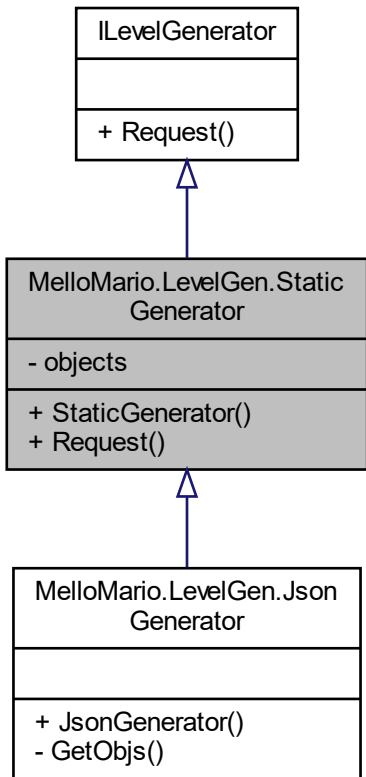 ILevelGenerator
+ Request()
MelloMario.LevelGen.Static
Generator
- objects
+ StaticGenerator()
+ Request()
MelloMario.LevelGen.Json
Generator
+ JsonGenerator()
- GetObjs()